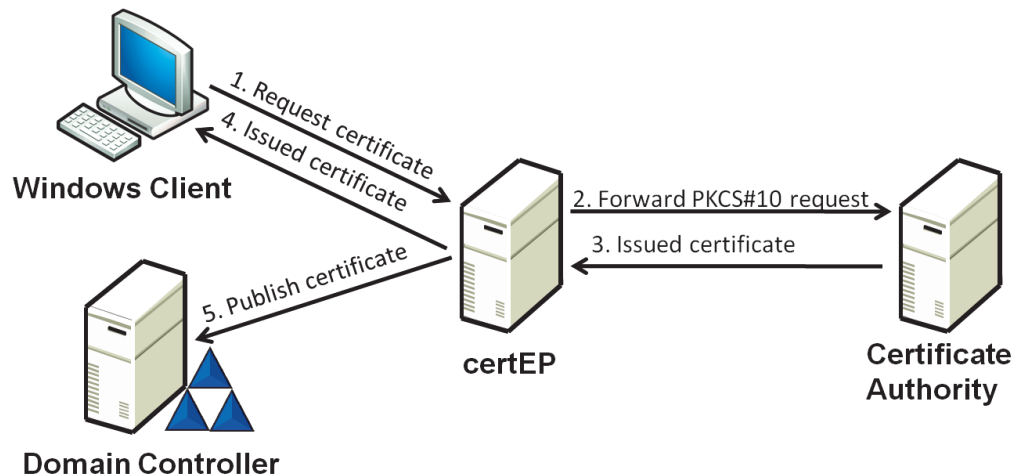 1. Request certificate
4. Issued certificate
Windows Client
2. Forward PKCS#10 request
3. Issued certificate
5. Publish certificate
certEP
Certificate
Authority
Domain Controller